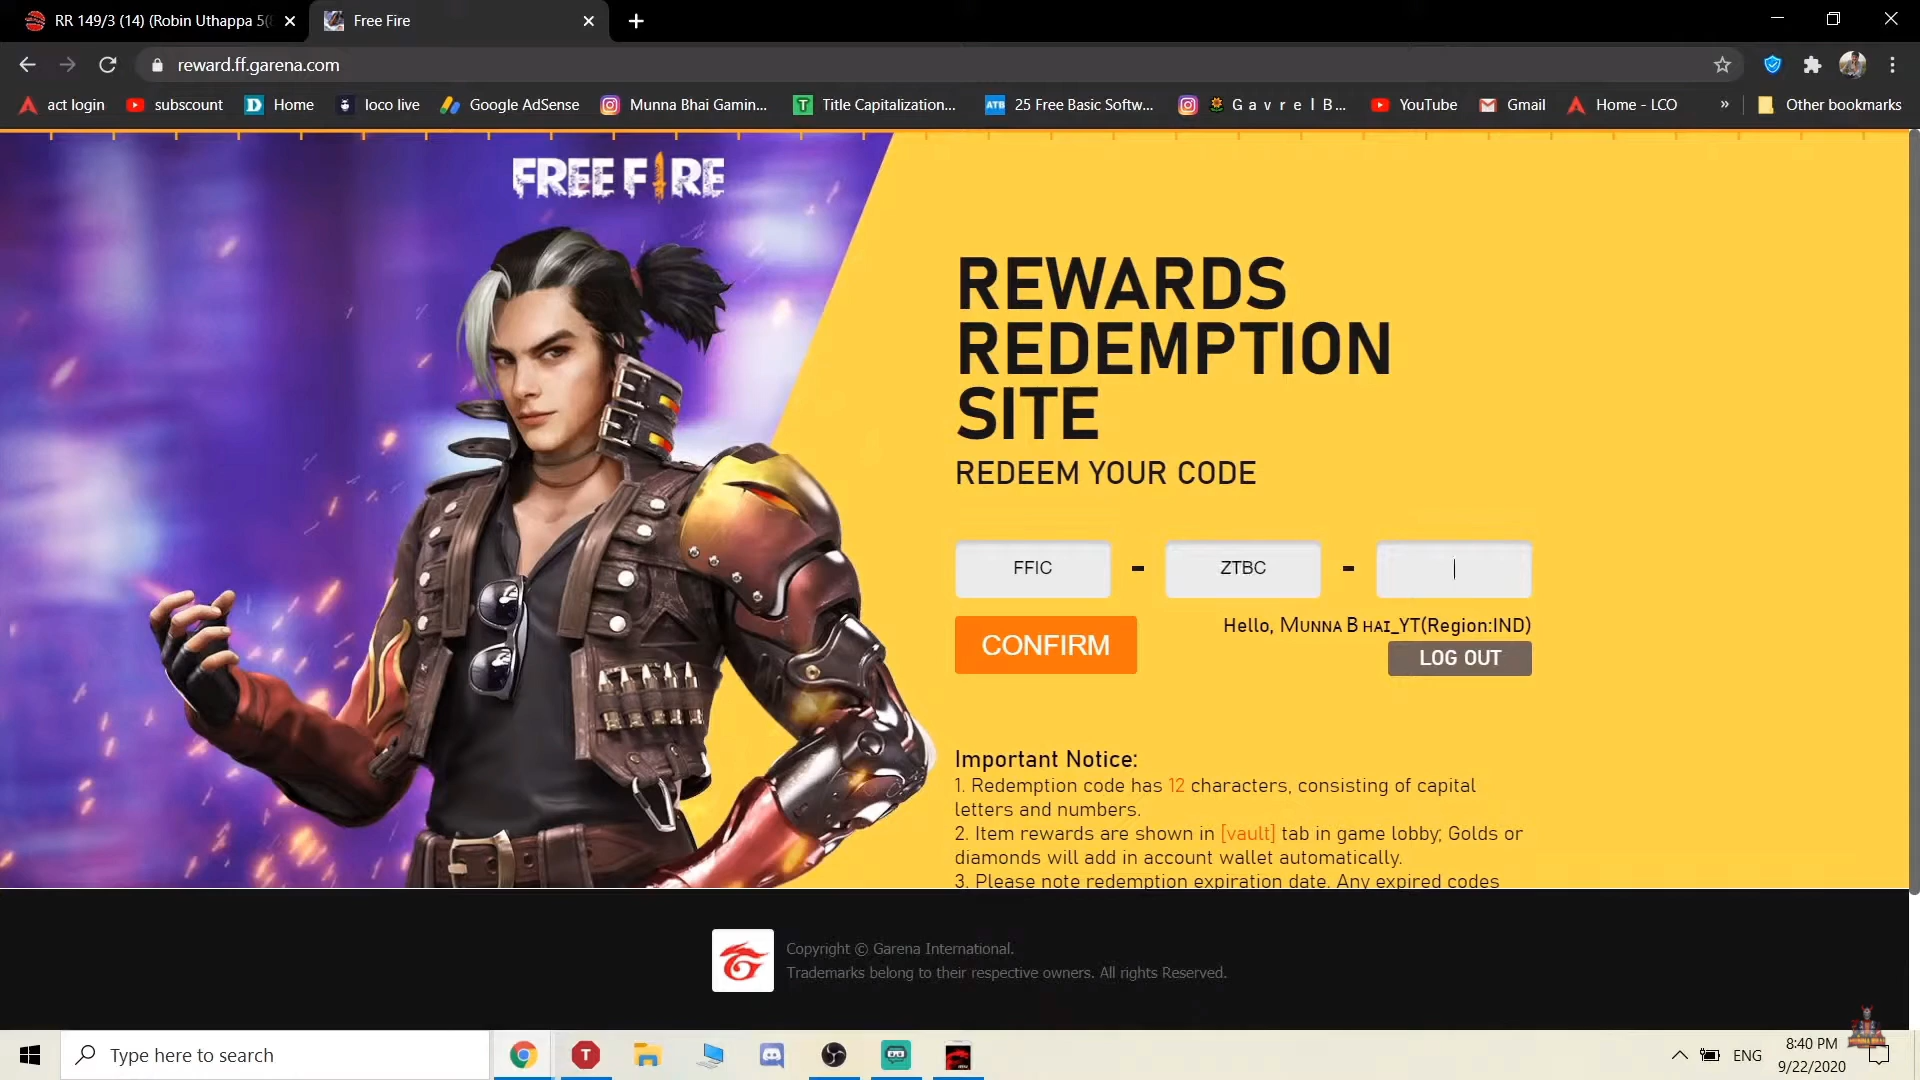 RR 149/3 (14) (Robin Uthappa 5(
Free Fire
reward.ff.garena.com
act login
subscount
Home
loco live
Google AdSense
Munna Bhai Gamin...
Title Capitalization...
25 Free Basic Softw...
G a v r e l B...
YouTube
Gmail
Home - LCO
»
Other bookmarks
FREE FIRE
REWARDS
REDEMPTION
SITE
REDEEM YOUR CODE
FFIC - ZTBC -
CONFIRM
Hello, MUNNA B HAI_YT(Region:IND)
LOG OUT
Important Notice:
1. Redemption code has 12 characters, consisting of capital
letters and numbers.
2. Item rewards are shown in [vault] tab in game lobby; Golds or
diamonds will add in account wallet automatically.
3. Please note redemption expiration date. Any expired codes
Copyright © Garena International.
Trademarks belong to their respective owners. All rights Reserved.
Type here to search
ENG
8:40 PM
9/22/2020